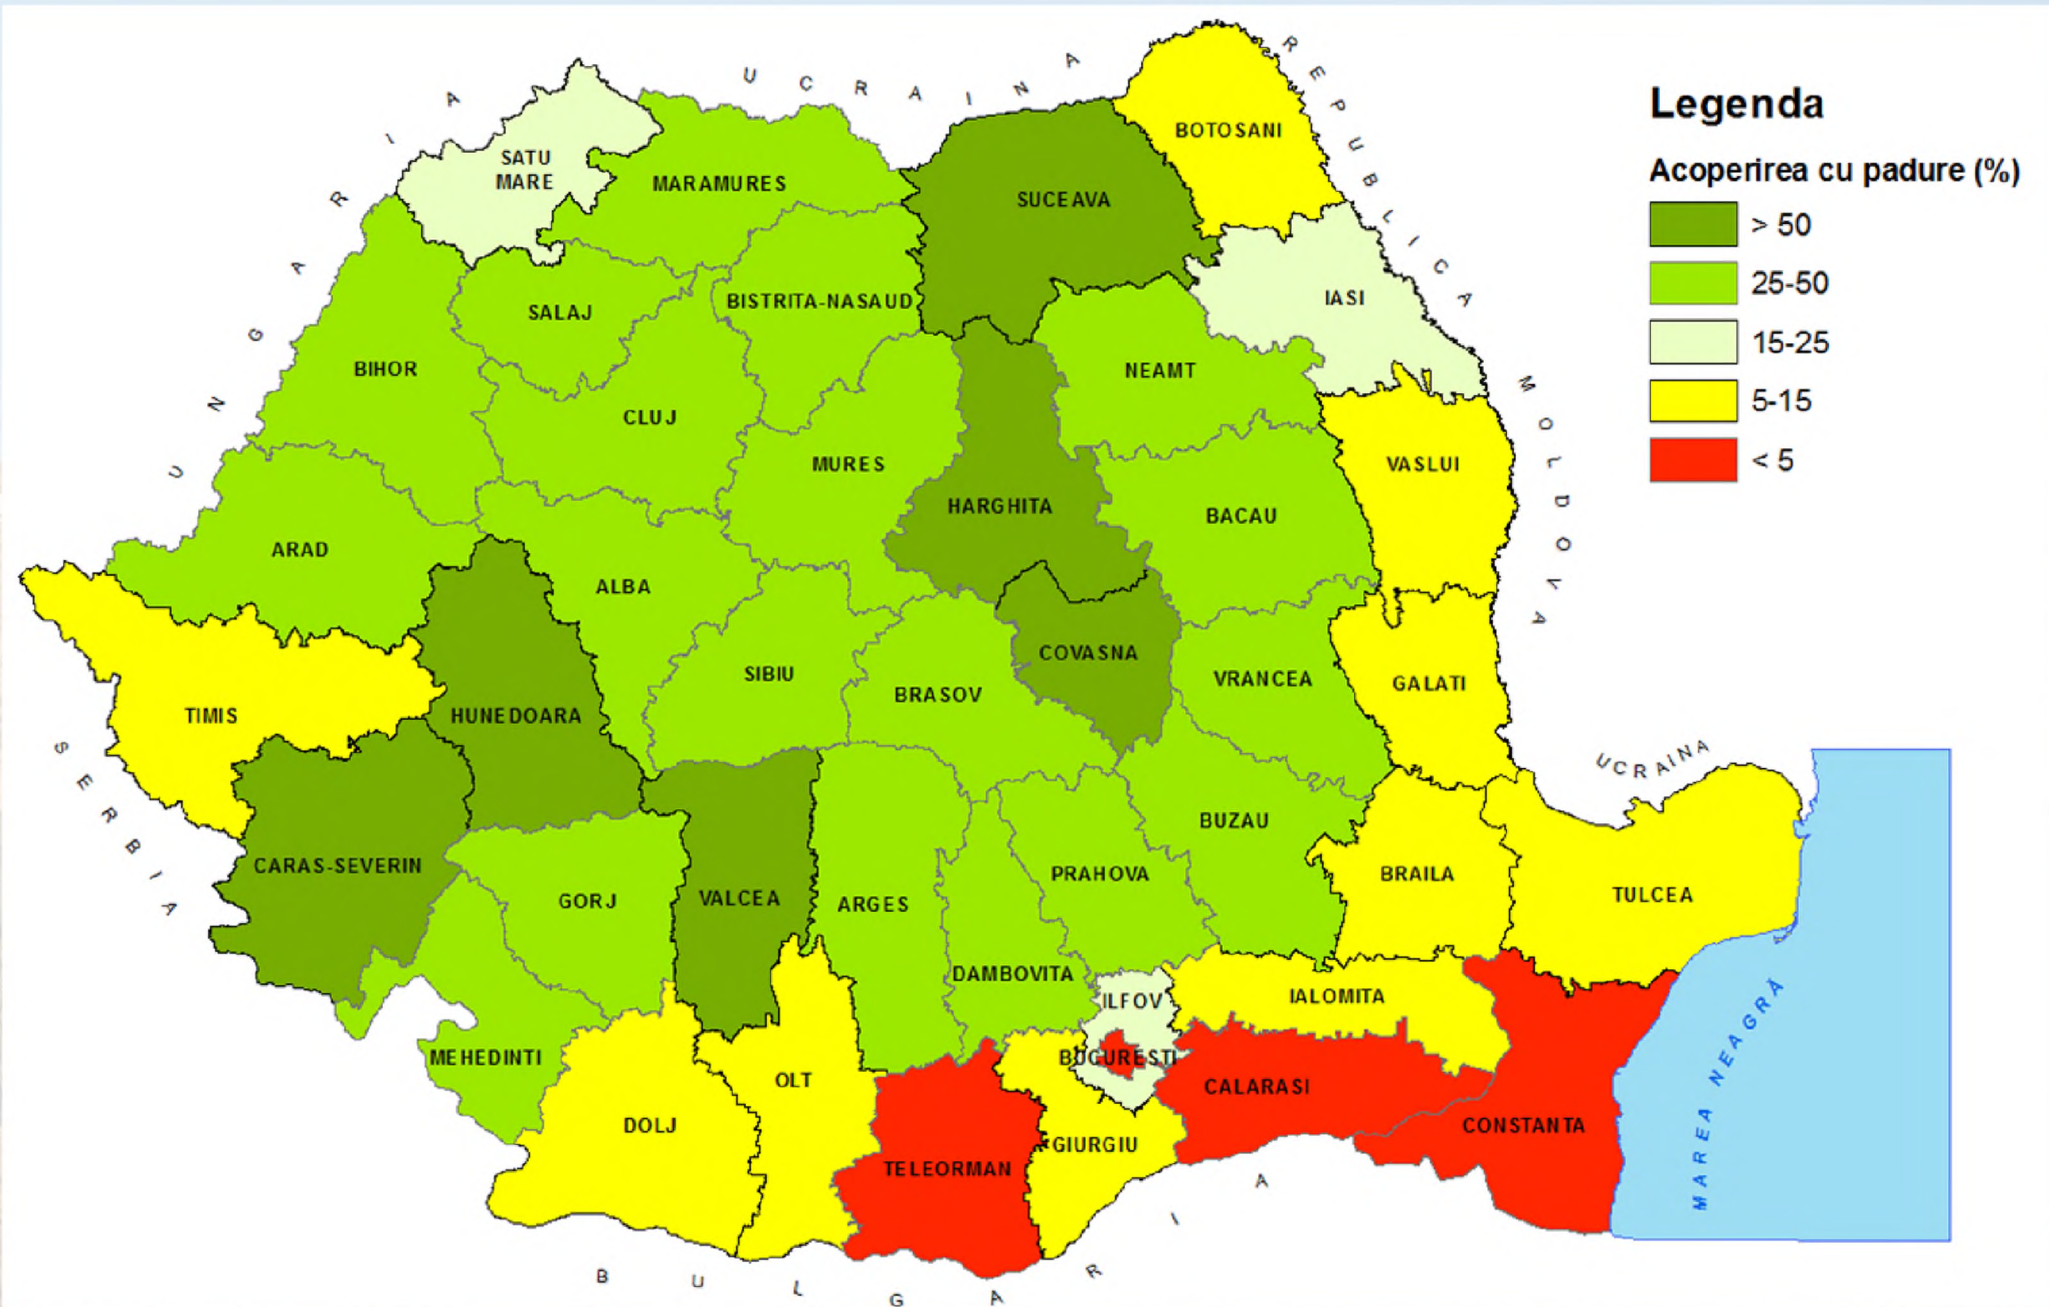 UCRAINA
REPUBLICA MOLDOVA
UNGARIA
Legenda
Acoperirea cu padure (%)
> 50
25-50
15-25
5-15
< 5
BOTOSANI
SATU
MARE
MARAMURES
SUCEAVA
IASI
BISTRITA-NASAUD
SALAJ
BIHOR
NEAMT
CLUJ
MURES
VASLUI
HARGHITA
BACAU
ARAD
ALBA
COVASNA
SIBIU
VRANCEA
GALATI
BRASOV
TIMIS
HUNEDOARA
SERBIA
UCRAINA
BUZAU
CARAS-SEVERIN
PRAHOVA
BRAILA
TULCEA
GORJ
VALCEA
ARGES
DAMBOVITA
ILFOV
IALOMITA
MEHEDINTI
BUCURESTI
OLT
CALARASI
DOLJ
CONSTANTA
GIURGIU
TELEORMAN
MAREA NEAGRĂ
BULGARIA